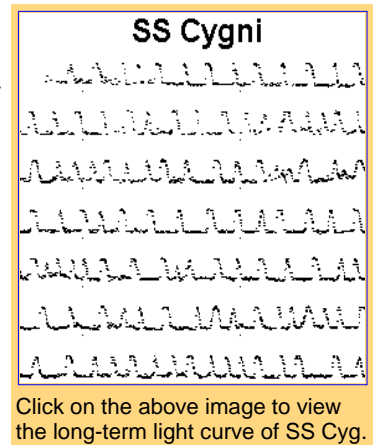 SS Cygni
Click on the above image to view
the long-term light curve of SS Cyg.